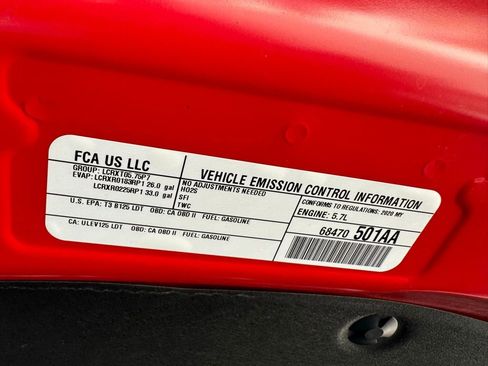 FCA US LLC
GROUP: LCRXT05.75P7
EVAP: LCRXR0183RP1 26.0 gal
LCRXR0225RP1 33.0 gal
U.S. EPA: T3 B125 LDT OBD: CA OBD II FUEL: GASOLINE
CA: ULEV125 LDT OBD: CA OBD II FUEL: GASOLINE
VEHICLE EMISSION CONTROL INFORMATION
NO ADJUSTMENTS NEEDED
HO2S
SFI
TWC
CONFORMS TO REGULATIONS: 2020 MY
ENGINE: 5.7L
68470 501AA